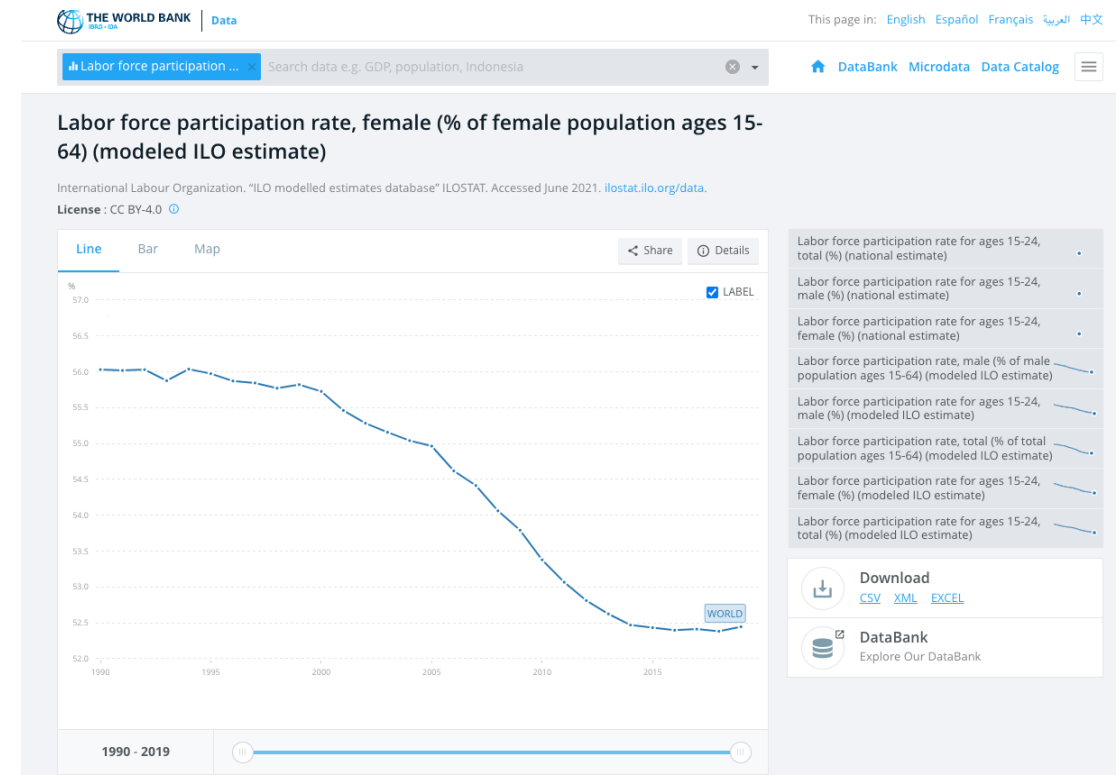 THE WORLD BANK
IBRD • IDA
Data
This page in: English Español Français العربية 中文
Labor force participation ... ×
Search data e.g. GDP, population, Indonesia
DataBank Microdata Data Catalog
Labor force participation rate, female (% of female population ages 15-
64) (modeled ILO estimate)
International Labour Organization. “ILO modelled estimates database” ILOSTAT. Accessed June 2021. ilostat.ilo.org/data.
License : CC BY-4.0
Line Bar Map
Share Details
%
LABEL
57.0
56.5
56.0
55.5
55.0
54.5
54.0
53.5
53.0
52.5
52.0
WORLD
1990 1995 2000 2005 2010 2015
1990 - 2019
Labor force participation rate for ages 15-24,
total (%) (national estimate)
Labor force participation rate for ages 15-24,
male (%) (national estimate)
Labor force participation rate for ages 15-24,
female (%) (national estimate)
Labor force participation rate, male (% of male
population ages 15-64) (modeled ILO estimate)
Labor force participation rate for ages 15-24,
male (%) (modeled ILO estimate)
Labor force participation rate, total (% of total
population ages 15-64) (modeled ILO estimate)
Labor force participation rate for ages 15-24,
female (%) (modeled ILO estimate)
Labor force participation rate for ages 15-24,
total (%) (modeled ILO estimate)
Download
CSV XML EXCEL
DataBank
Explore Our DataBank